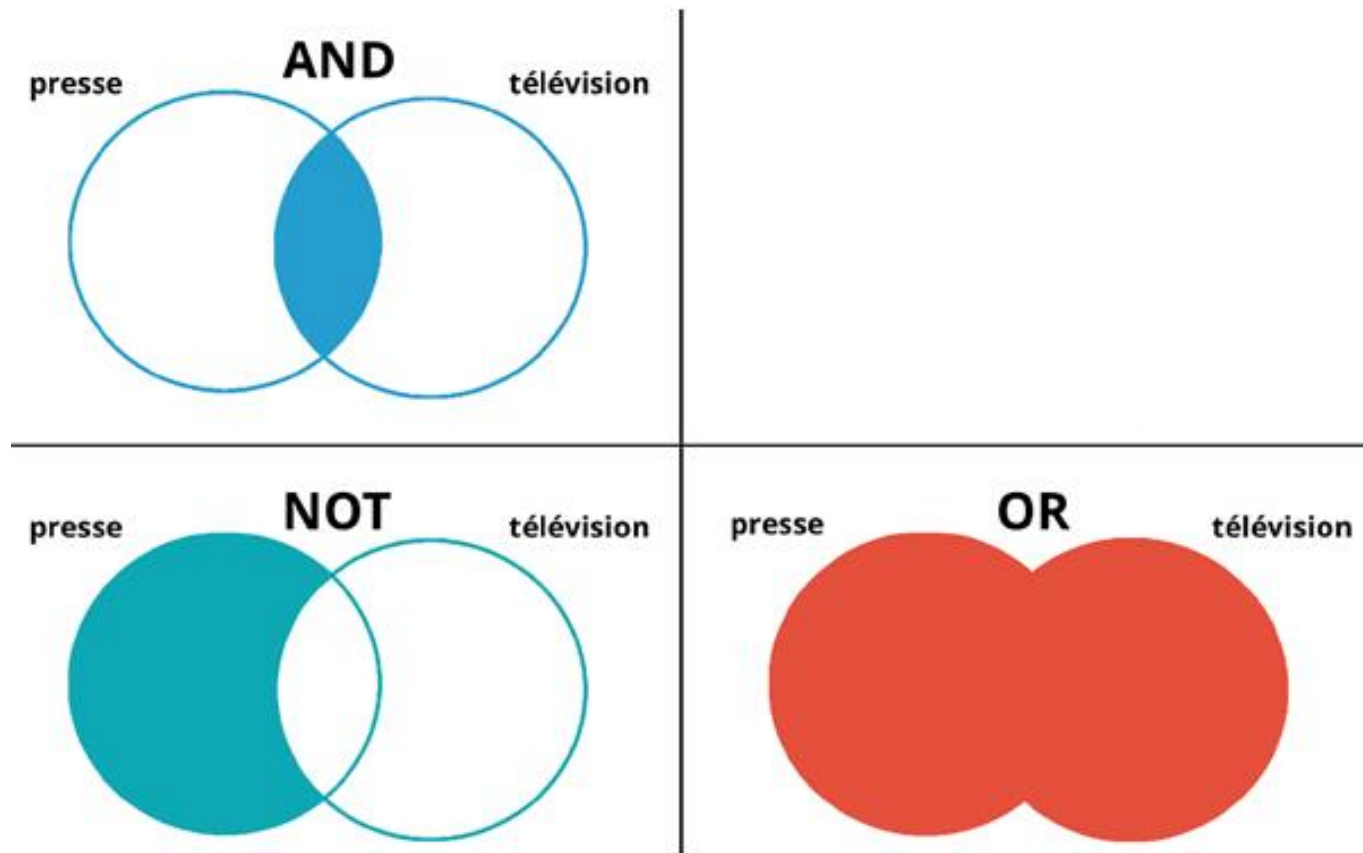 AND
presse
télévision
NOT
presse
télévision
OR
presse
télévision